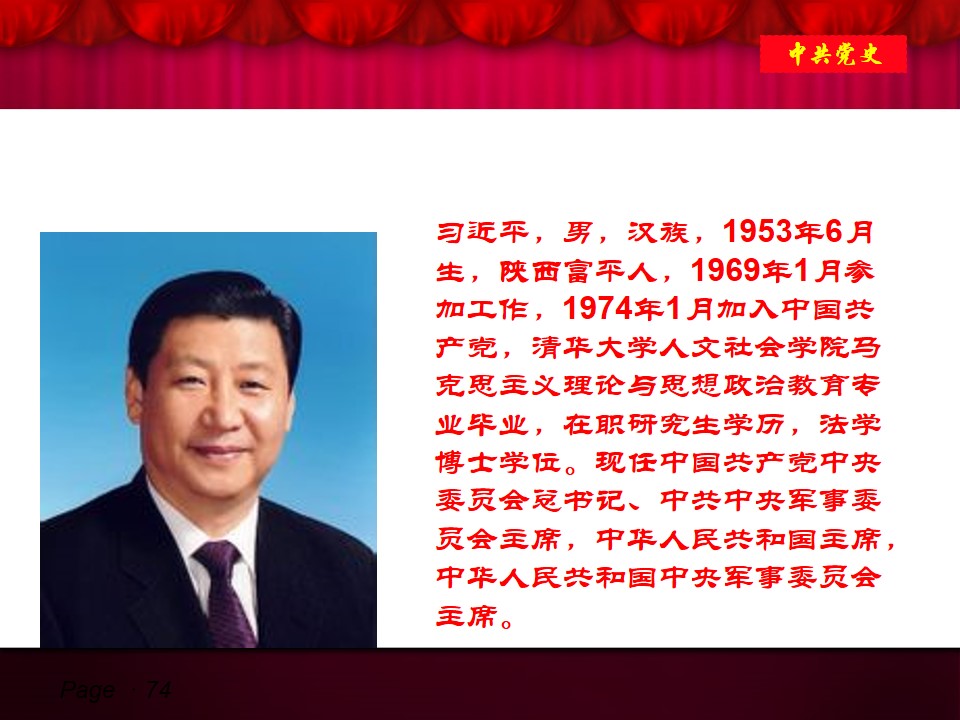 中共党史
习近平，男，汉族，1953年6月
生，陕西富平人，1969年1月参
加工作，1974年1月加入中国共
产党，清华大学人文社会学院马
克思主义理论与思想政治教育专
业毕业，在职研究生学历，法学
博士学位。现任中国共产党中央
委员会总书记、中共中央军事委
员会主席，中华人民共和国主席，
中华人民共和国中央军事委员会
主席。
Page 74